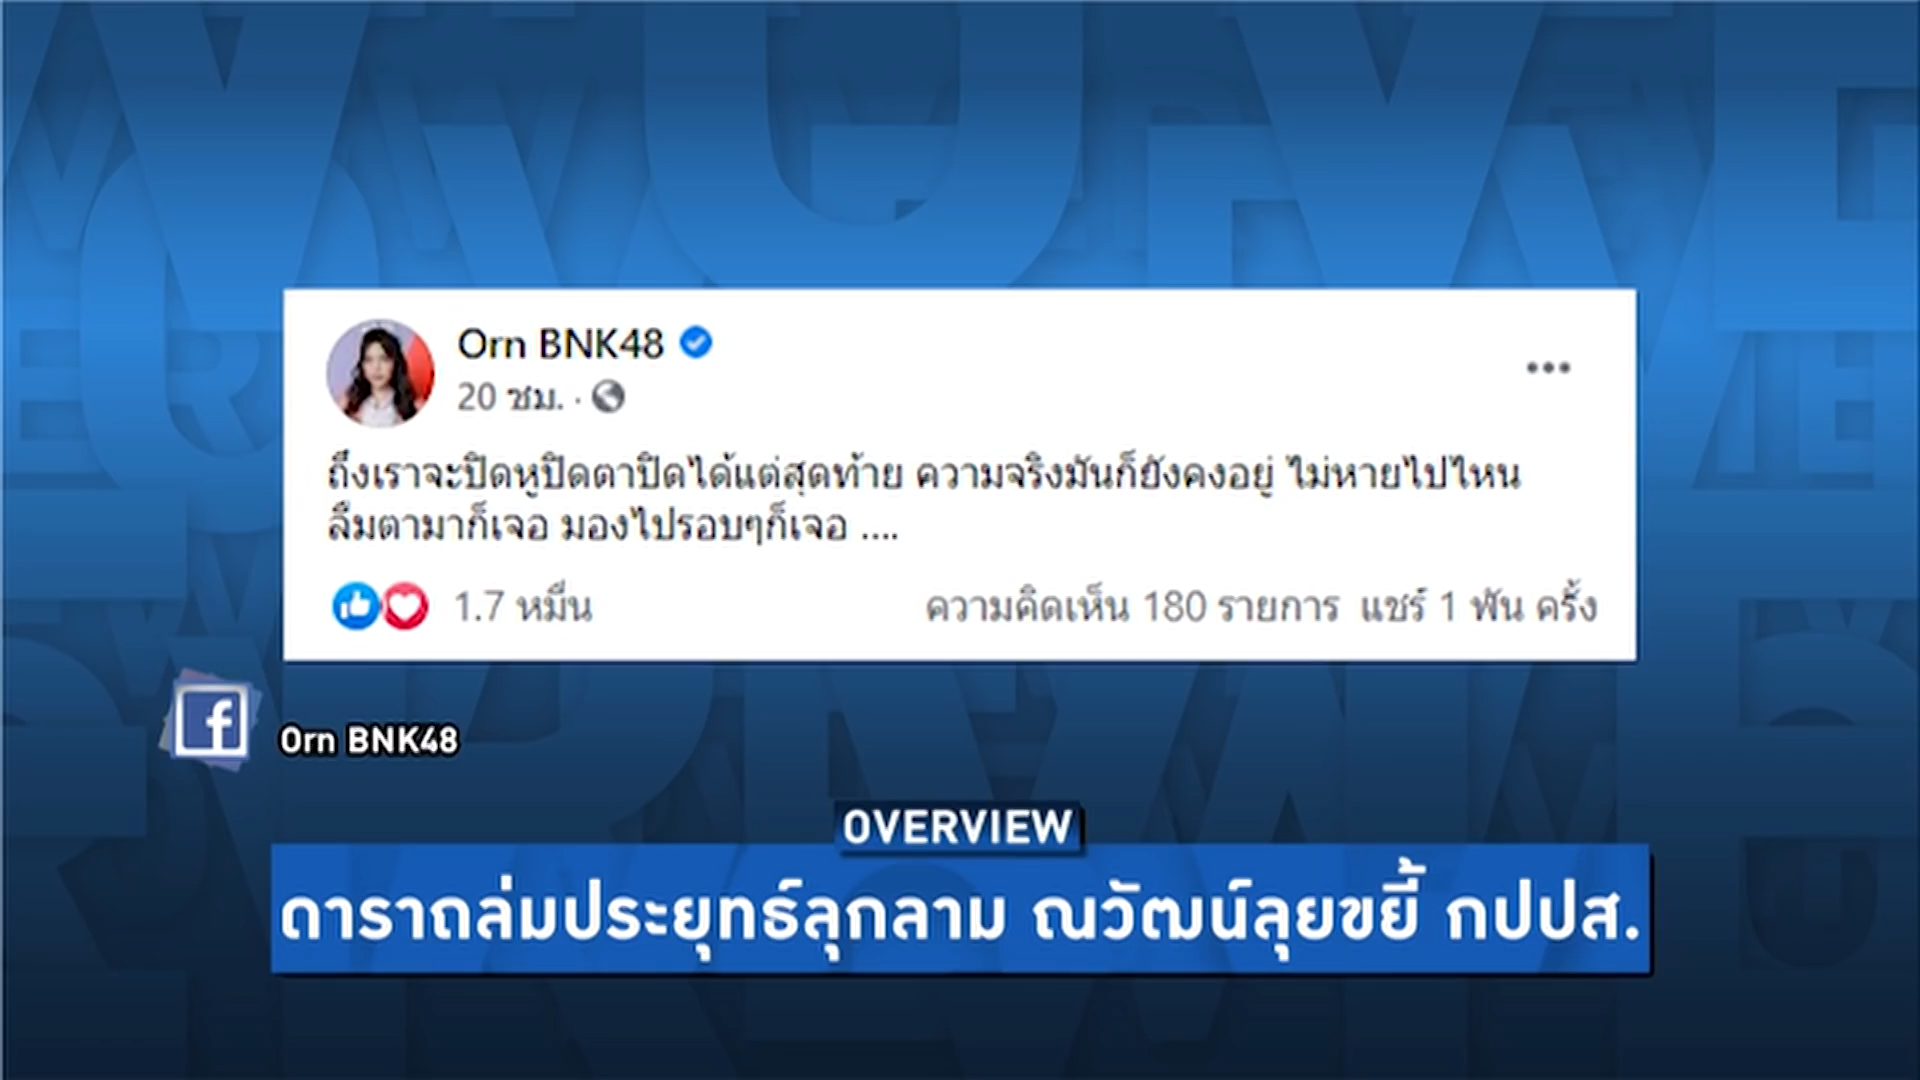 Orn BNK48
20 ชม. ·
ถึงเราจะปิดหูปิดตาปิดได้แต่สุดท้าย ความจริงมันก็ยังคงอยู่ ไม่หายไปไหน
ลืมตามาก็เจอ มองไปรอบๆก็เจอ ....
1.7 หมื่น ความคิดเห็น 180 รายการ แชร์ 1 พัน ครั้ง
Orn BNK48
OVERVIEW
ดาราถล่มประยุทธ์ลุกลาม ณวัฒน์ลุยขยี้ กปปส.